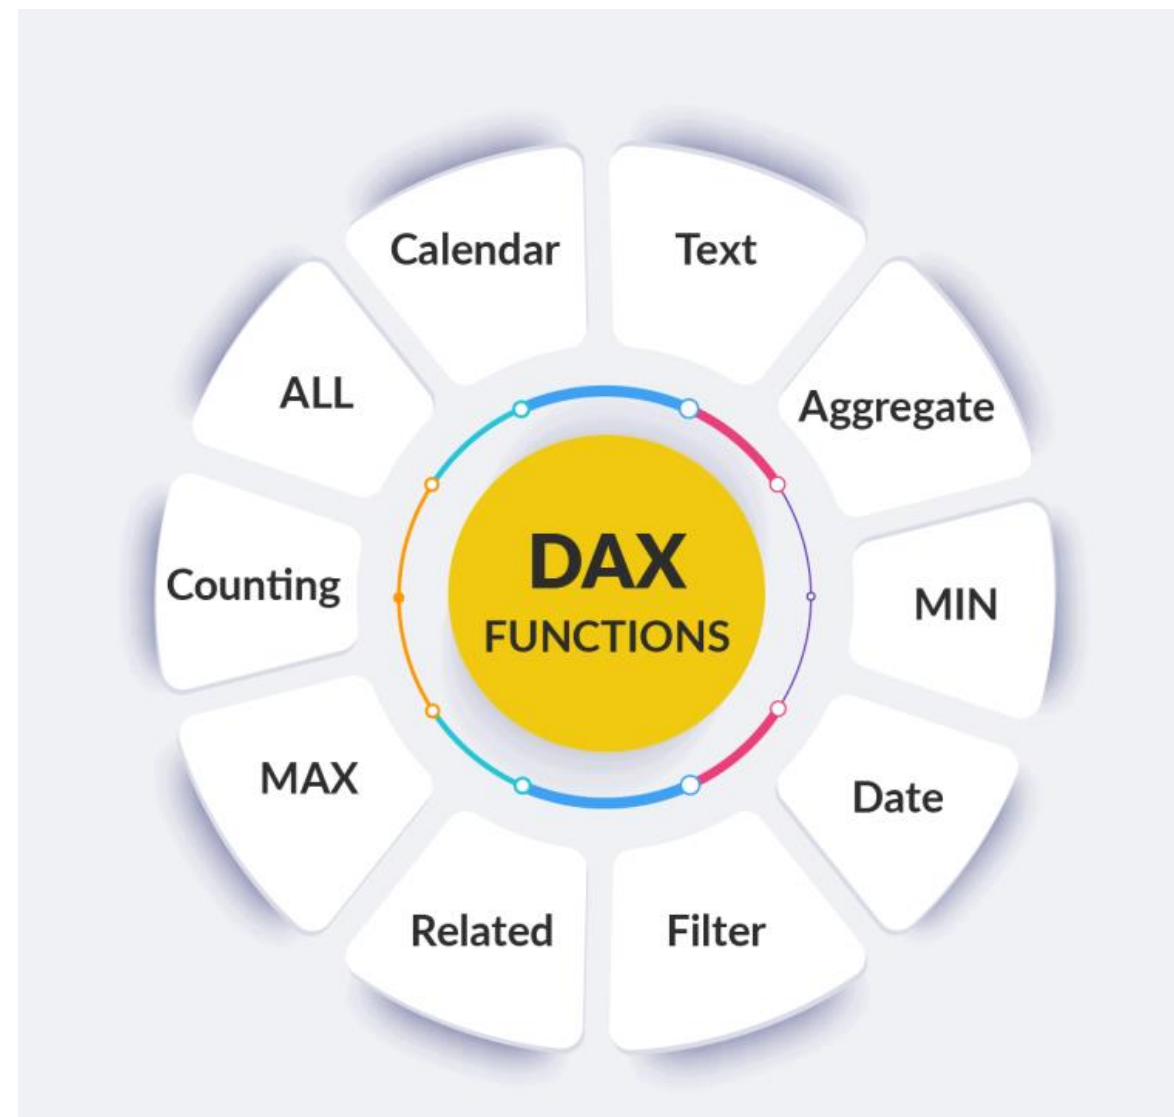 Calendar
Text
ALL
Aggregate
Counting
DAX
FUNCTIONS
MIN
MAX
Date
Related
Filter